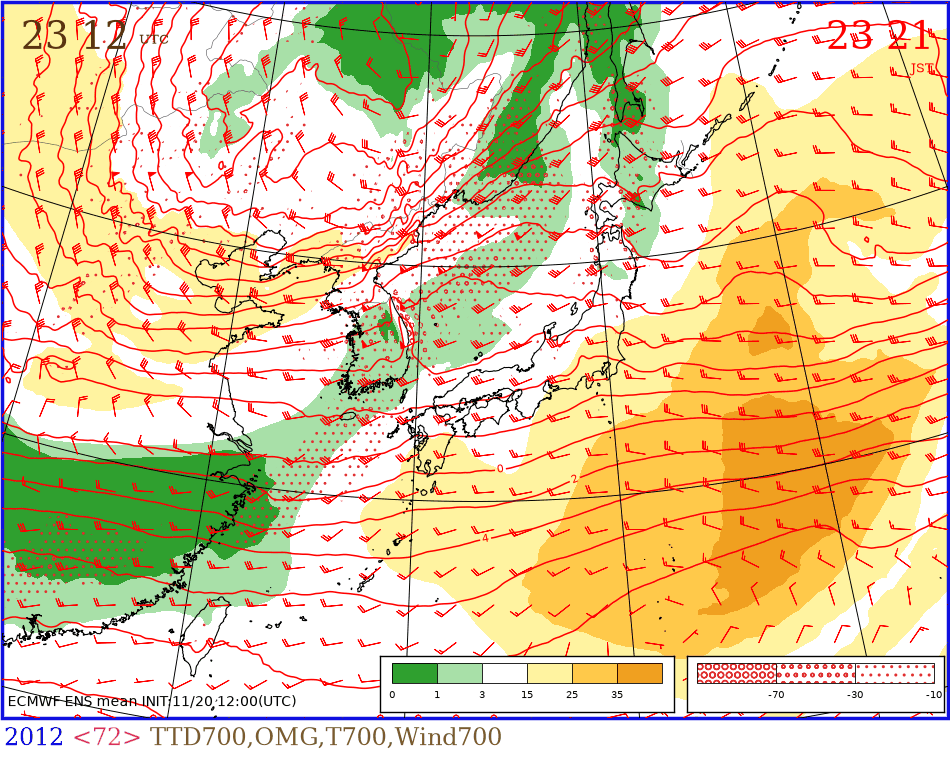 23 12 UTC
23 21
JST
0
0
2
4
ECMWF ENS mean INIT:11/20 12:00(UTC)
0 1 3 15 25 35
-70 -30 -10
2012 <72> TTD700,OMG,T700,Wind700